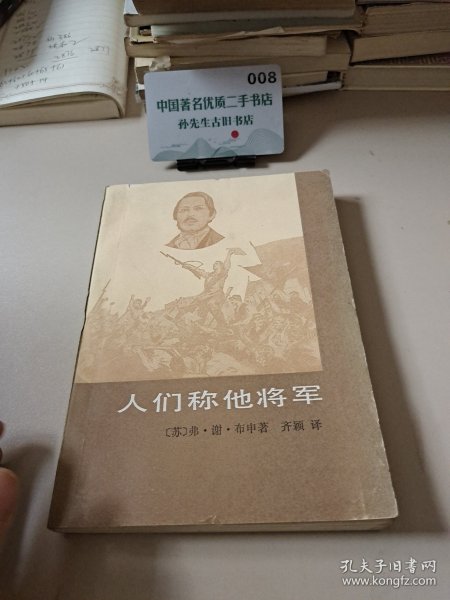 008
中国著名优质二手书店
孙先生古旧书店
人们称他将军
〔苏〕弗·谢·布申著 齐颖 译
孔夫子旧书网
www.kongfz.com